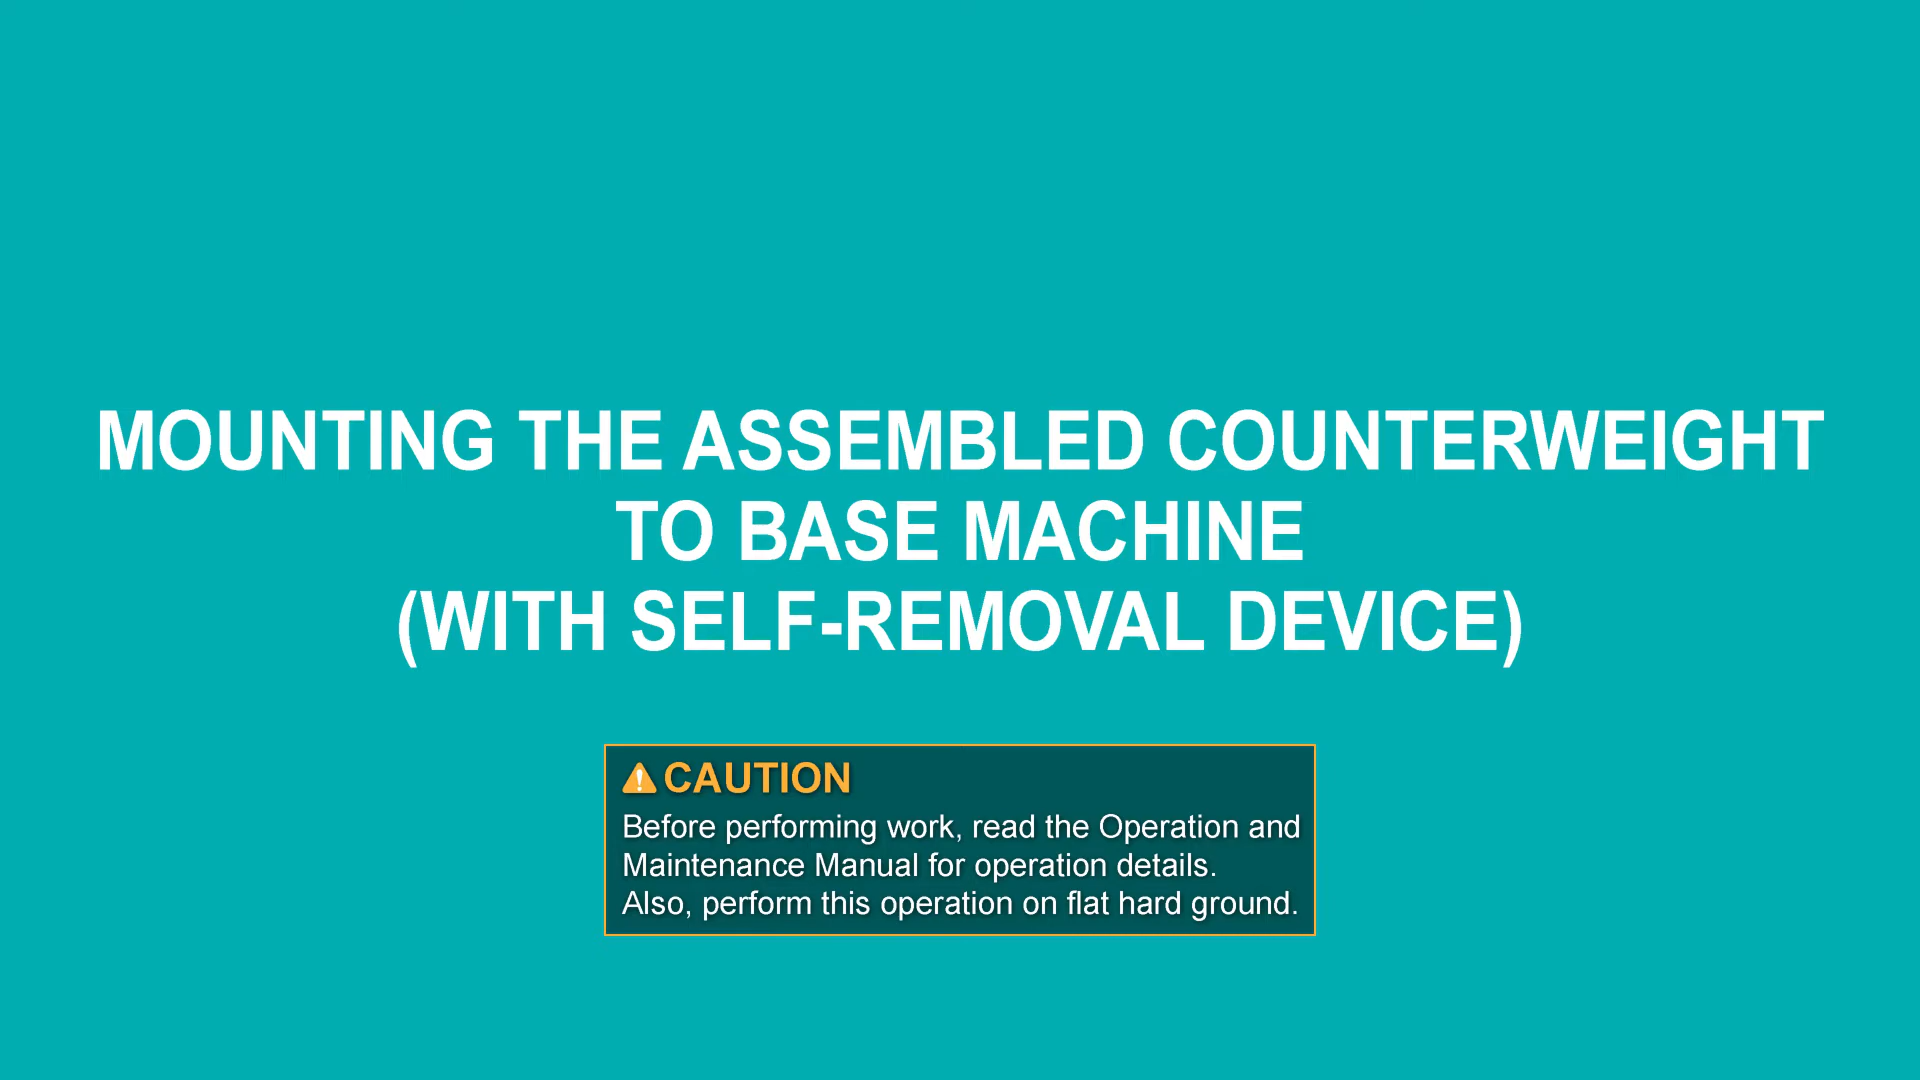 MOUNTING THE ASSEMBLED COUNTERWEIGHT
TO BASE MACHINE
(WITH SELF-REMOVAL DEVICE)
CAUTION
Before performing work, read the Operation and
Maintenance Manual for operation details.
Also, perform this operation on flat hard ground.